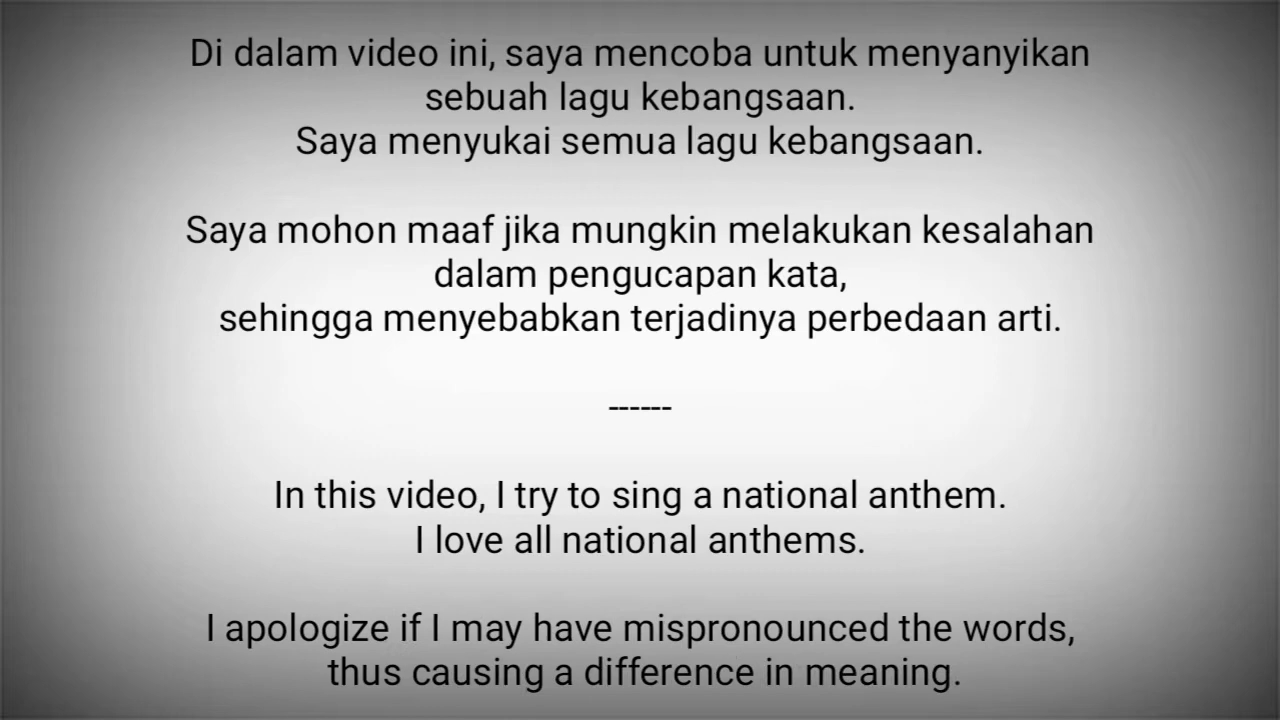 Di dalam video ini, saya mencoba untuk menyanyikan
sebuah lagu kebangsaan.
Saya menyukai semua lagu kebangsaan.
Saya mohon maaf jika mungkin melakukan kesalahan
dalam pengucapan kata,
sehingga menyebabkan terjadinya perbedaan arti.
------
In this video, I try to sing a national anthem.
I love all national anthems.
I apologize if I may have mispronounced the words,
thus causing a difference in meaning.